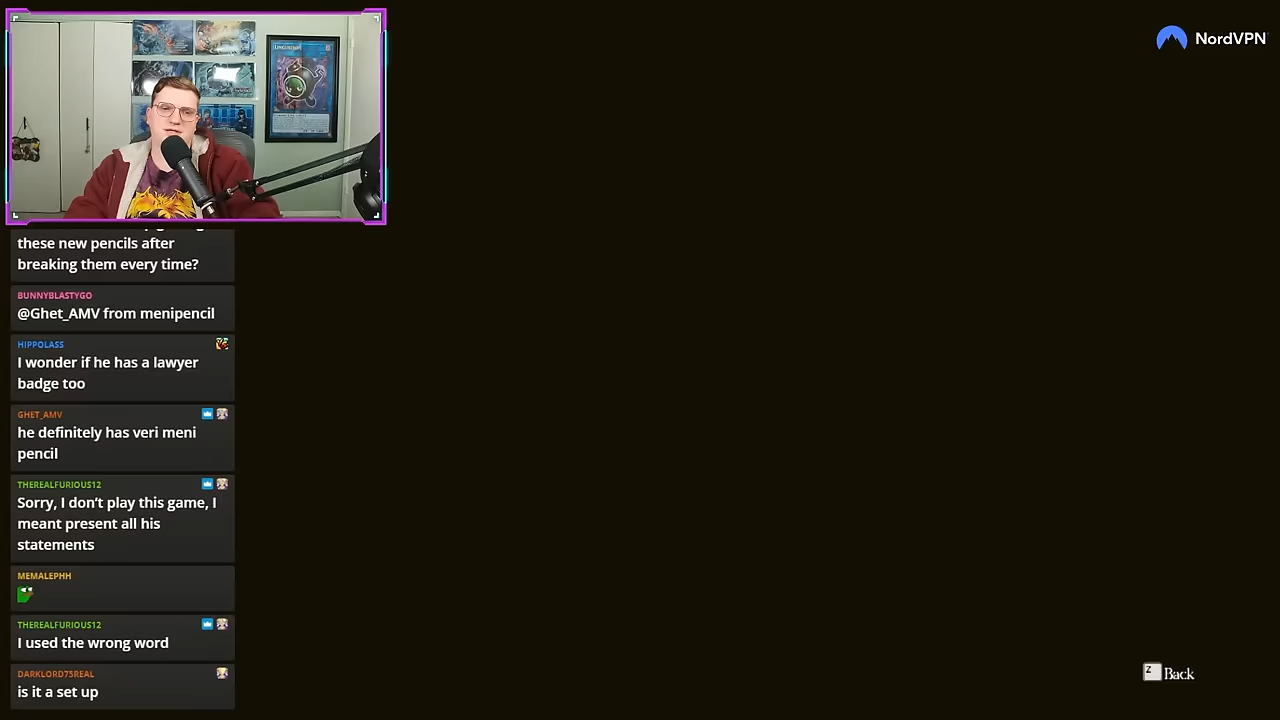 NordVPN
these new pencils after
breaking them every time?
BUNNYBLASTYGO
@Ghet_AMV from menipencil
HIPPOLASS
I wonder if he has a lawyer
badge too
GHET_AMV
he definitely has veri meni
pencil
THEREALFURIOUS12
Sorry, I don't play this game, I
meant present all his
statements
MEMALEPHH
THEREALFURIOUS12
I used the wrong word
DARKLORD75REAL
is it a set up
Z Back